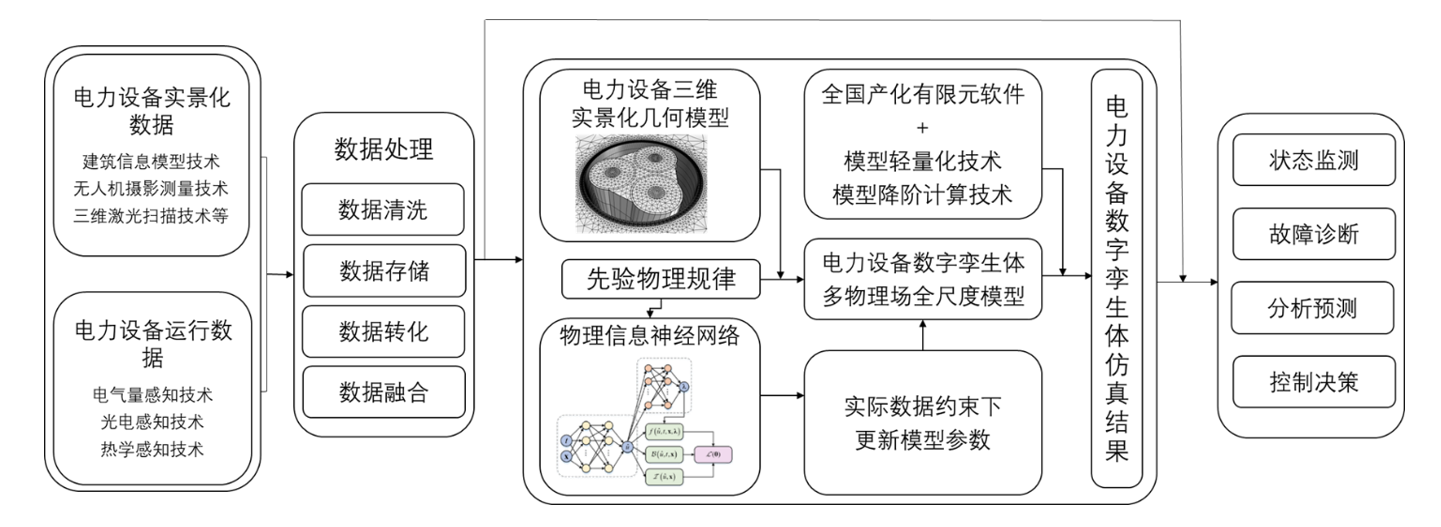 电力设备实景化
数据
建筑信息模型技术
无人机摄影测量技术
三维激光扫描技术等
电力设备运行数
据
电气量感知技术
光电感知技术
热学感知技术
数据处理
数据清洗
数据存储
数据转化
数据融合
电力设备三维
实景化几何模型
先验物理规律
物理信息神经网络
全国产化有限元软件
+
模型轻量化技术
模型降阶计算技术
电力设备数字孪生体
多物理场全尺度模型
实际数据约束下
更新模型参数
电力设备数字孪生体仿真结果
状态监测
故障诊断
分析预测
控制决策